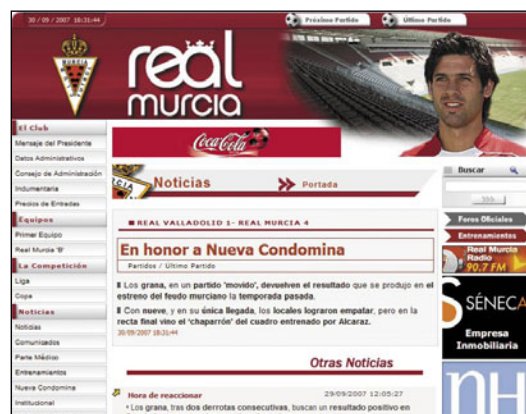 30 / 09 / 2007 18:31:44
Próximo Partido
Último Partido
MURCIA
real
murcia
El Club
Mensaje del Presidente
Datos Administrativos
Consejo de Administración
Indumentaria
Precios de Entradas
Equipos
Primer Equipo
Real Murcia 'B'
La Competición
Liga
Copa
Noticias
Noticias
Comunicados
Parte Médico
Entrenamientos
Nueva Condomina
Institucional
Coca-Cola
Noticias
Portada
REAL VALLADOLID 1- REAL MURCIA 4
En honor a Nueva Condomina
Partidos / Último Partido
Los grana, en un partido 'movido', devuelven el resultado que se produjo en el
estreno del feudo murciano la temporada pasada.
Con nueve, y en su única llegada, los locales lograron empatar, pero en la
recta final vino el 'chaparrón' del cuadro entrenado por Alcaraz.
30/09/2007 18:31:44
Otras Noticias
Hora de reaccionar
29/09/2007 12:05:27
• Los grana, tras dos derrotas consecutivas, buscan un resultado positivo en
Buscar
>>>
Foros Oficiales
Entrenamientos
Real Murcia
Radio
90.7 FM
SÉNECA
Empresa
Inmobiliaria
nH